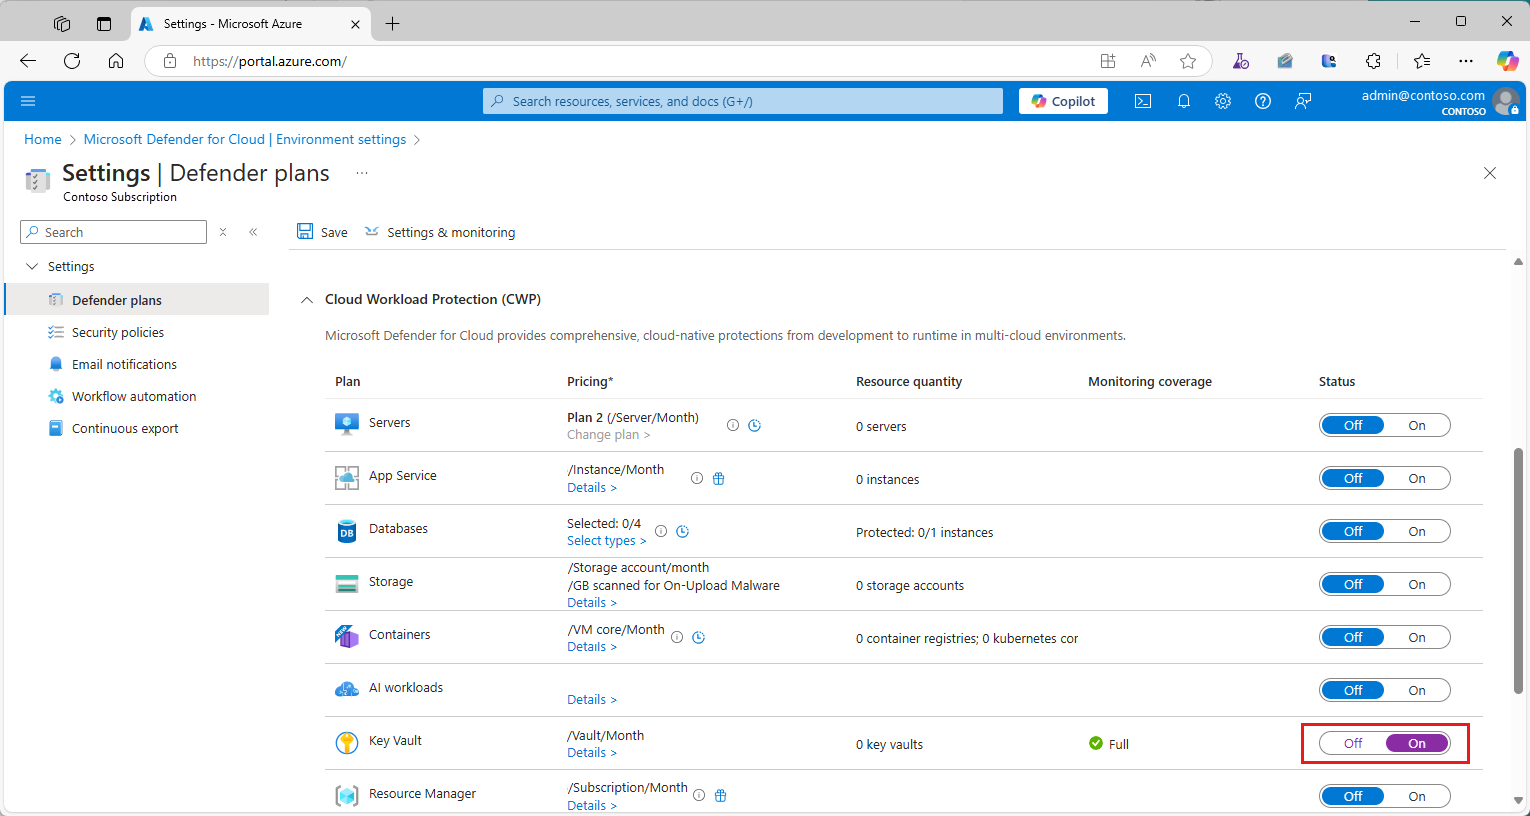 Settings - Microsoft Azure
https://portal.azure.com/
Search resources, services, and docs (G+/)
Copilot
admin@contoso.com
CONTOSO
Home > Microsoft Defender for Cloud | Environment settings >
Settings | Defender plans ...
Contoso Subscription
Search
Save
Settings & monitoring
Settings
Defender plans
Security policies
Email notifications
Workflow automation
Continuous export
Cloud Workload Protection (CWP)
Microsoft Defender for Cloud provides comprehensive, cloud-native protections from development to runtime in multi-cloud environments.
Plan Pricing* Resource quantity Monitoring coverage Status
Servers Plan 2 (/Server/Month) 0 servers Off On
Change plan >
App Service /Instance/Month 0 instances Off On
Details >
Databases Selected: 0/4 Protected: 0/1 instances Off On
Select types >
DB
Storage /Storage account/month 0 storage accounts Off On
/GB scanned for On-Upload Malware
Details >
Containers /VM core/Month 0 container registries; 0 kubernetes cor Off On
Details >
AI workloads Details > Off On
Key Vault /Vault/Month 0 key vaults Full Off On
Details >
Resource Manager /Subscription/Month Off On
Details >